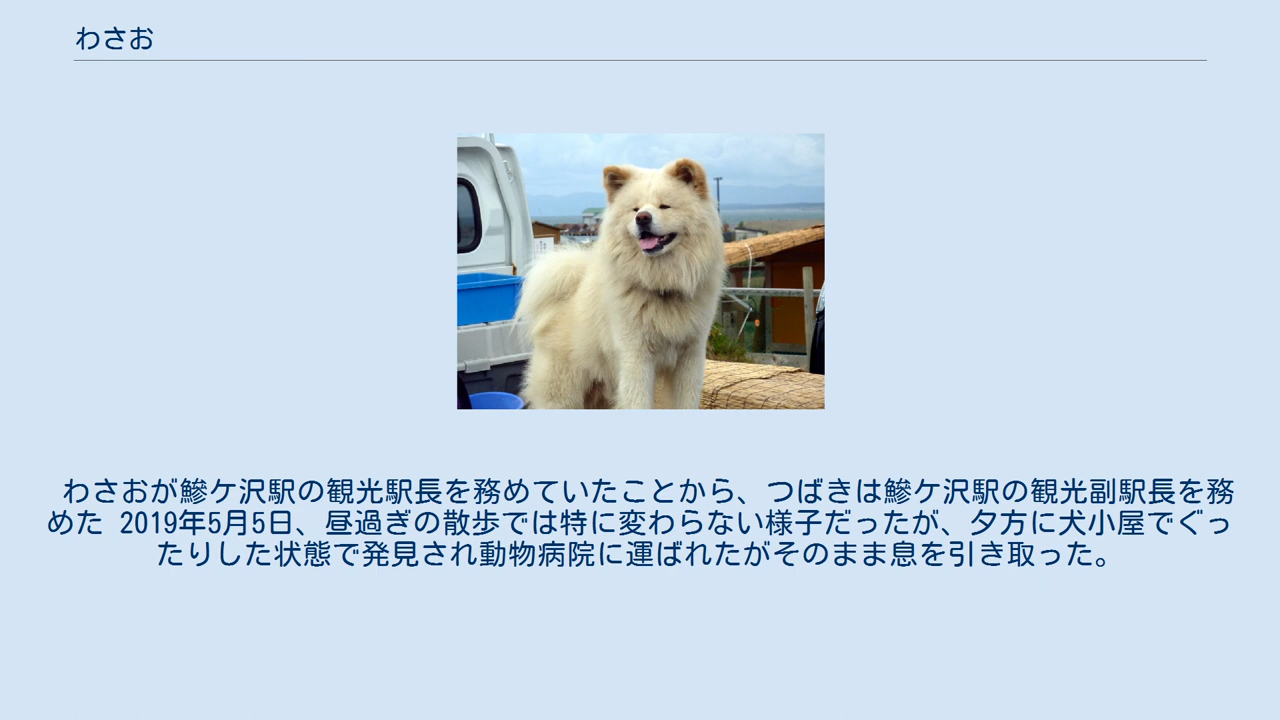 わさお
わさおが鰺ケ沢駅の観光駅長を務めていたことから、つばきは鰺ケ沢駅の観光副駅長を務
めた 2019年5月5日、昼過ぎの散歩では特に変わらない様子だったが、夕方に犬小屋でぐっ
たりした状態で発見され動物病院に運ばれたがそのまま息を引き取った。